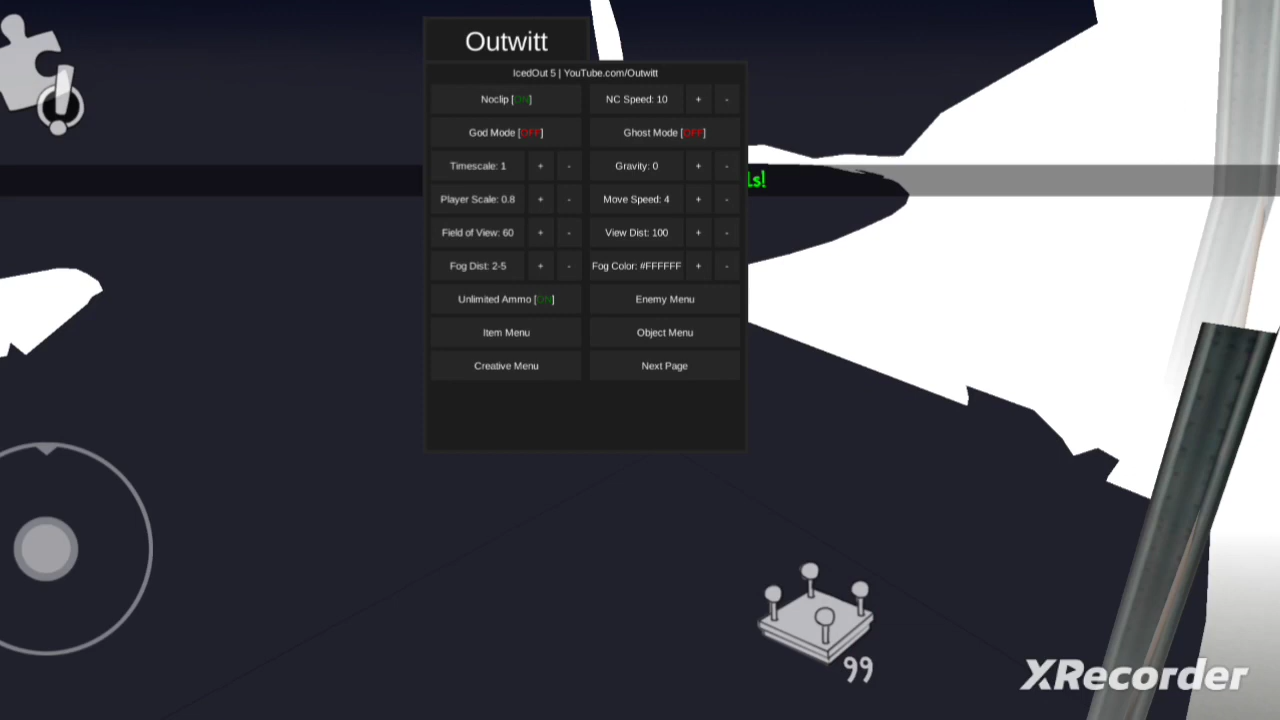 Outwitt
IcedOut 5 | YouTube.com/Outwitt
Noclip [ON]
NC Speed: 10 + -
God Mode [OFF]
Ghost Mode [OFF]
Timescale: 1 + -
Gravity: 0 + -
Player Scale: 0.8 + -
Move Speed: 4 + -
Field of View: 60 + -
View Dist: 100 + -
Fog Dist: 2-5 + -
Fog Color: #FFFFFF + -
Unlimited Ammo [ON]
Enemy Menu
Item Menu
Object Menu
Creative Menu
Next Page
99
XRecorder